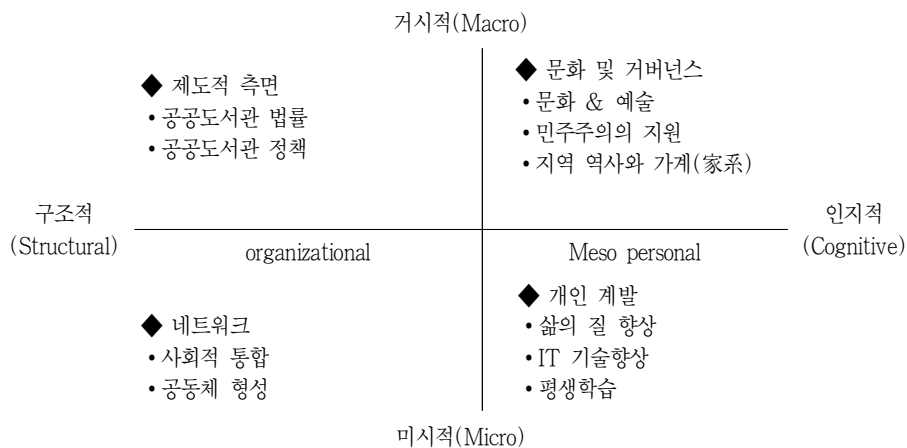 거시적(Macro)
◆ 제도적 측면
• 공공도서관 법률
• 공공도서관 정책
◆ 문화 및 거버넌스
• 문화 & 예술
• 민주주의의 지원
• 지역 역사와 가계(家系)
구조적
(Structural)
인지적
(Cognitive)
organizational
Meso personal
◆ 네트워크
• 사회적 통합
• 공동체 형성
◆ 개인 계발
• 삶의 질 향상
• IT 기술향상
• 평생학습
미시적(Micro)